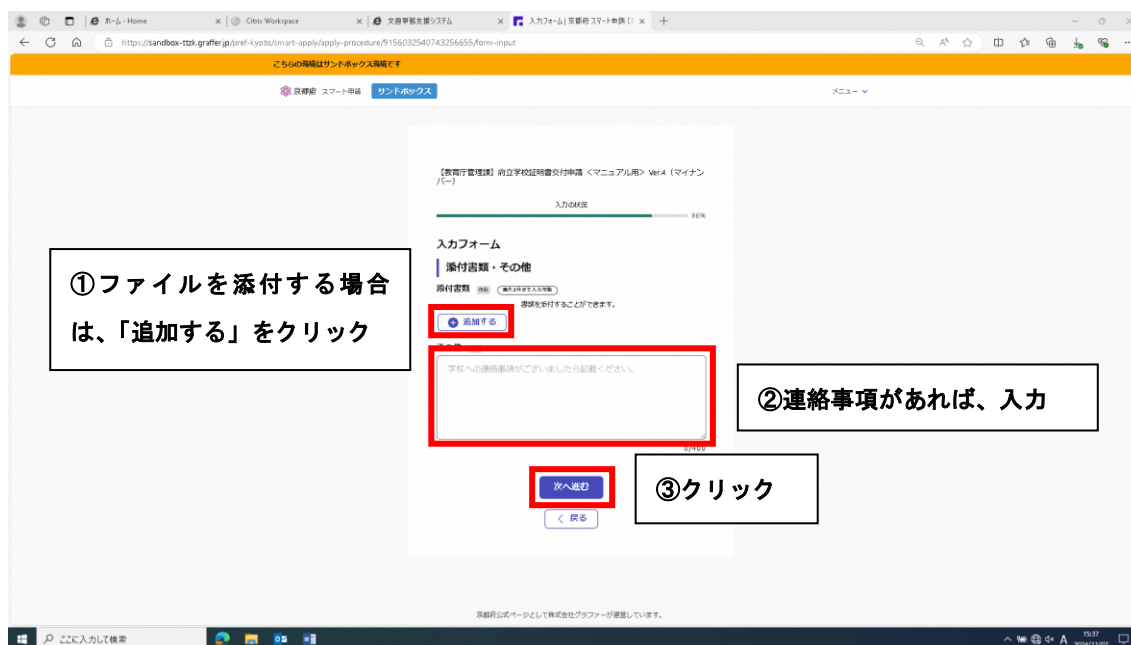 ホーム - Home
Citrix Workspace
文書事務支援システム
入力フォーム | 京都府 スマート申請 [
https://sandbox-ttzk.graffer.jp/pref-kyoto/smart-apply/apply-procedure/9156032540743256655/form-input
こちらの環境はサンドボックス環境です
京都府 スマート申請 サンドボックス
メニュー
【教育庁管理課】府立学校証明書交付申請 <マニュアル用> Ver.4(マイナン
バー)
入力の状況
86%
入力フォーム
添付書類・その他
添付書類
書類を添付することができます。
追加する
学校への連絡事項がございましたら記載ください。
0/400
次へ進む
戻る
①ファイルを添付する場合
は、「追加する」をクリック
②連絡事項があれば、入力
③クリック
京都府公式ページとして株式会社グラファーが運営しています。
ここに入力して検索
A
15:37
2024/11/07